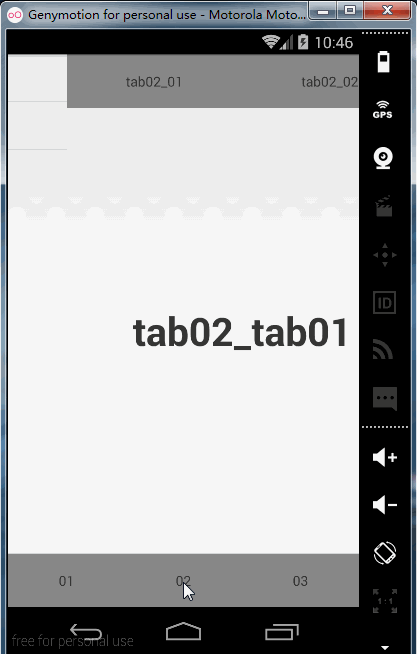 Genymotion for personal use - Motorola Moto...
10:46
tab02_01
tab02_02
GPS
ID
tab02_tab01
01
02
03
1:1
free for personal use